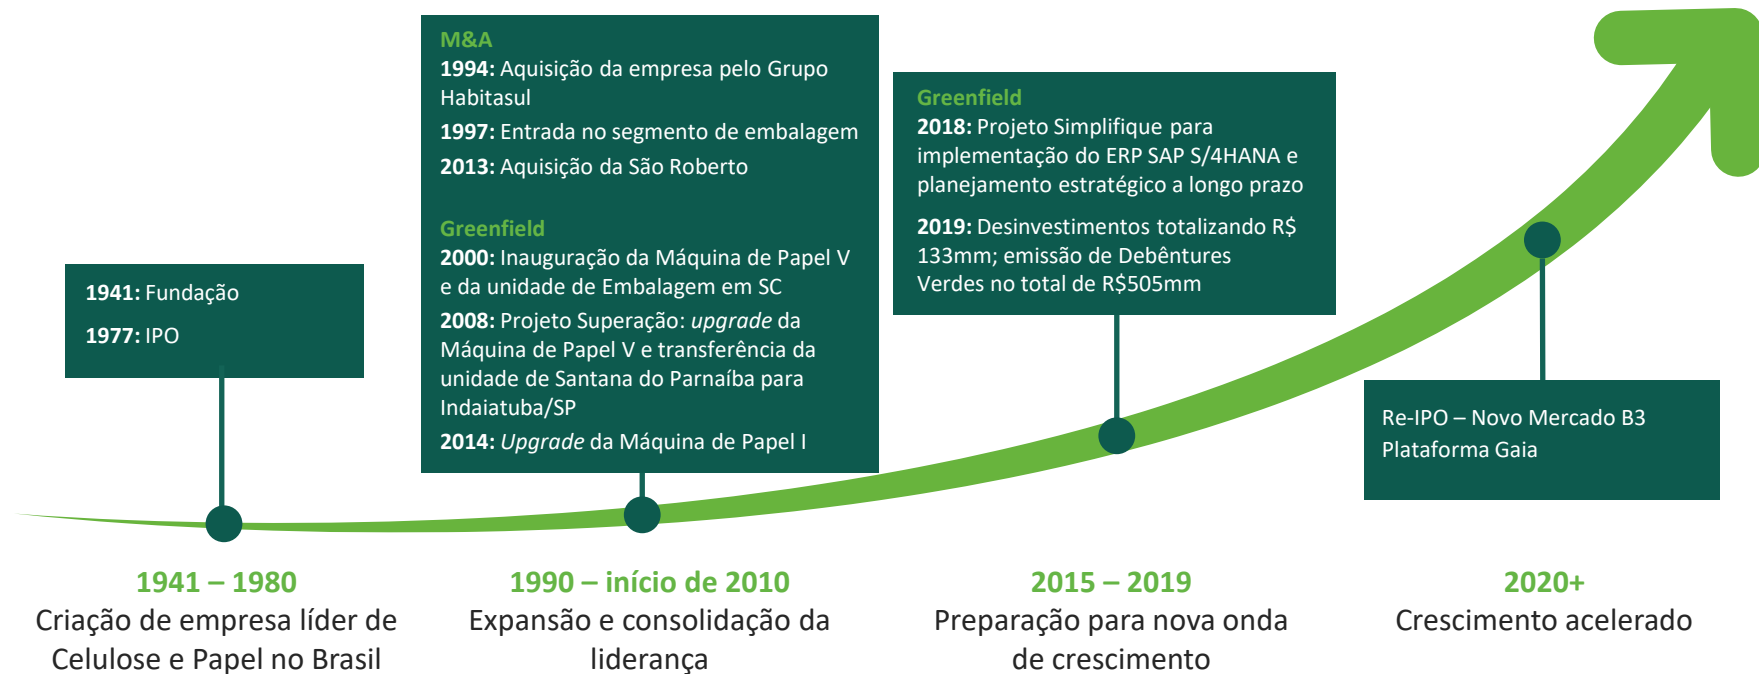 1941: Fundação
1977: IPO
1941 – 1980
Criação de empresa líder de
Celulose e Papel no Brasil
M&A
1994: Aquisição da empresa pelo Grupo
Habitasul
1997: Entrada no segmento de embalagem
2013: Aquisição da São Roberto
Greenfield
2000: Inauguração da Máquina de Papel V
e da unidade de Embalagem em SC
2008: Projeto Superação: upgrade da
Máquina de Papel V e transferência da
unidade de Santana do Parnaíba para
Indaiatuba/SP
2014: Upgrade da Máquina de Papel I
1990 – início de 2010
Expansão e consolidação da
liderança
Greenfield
2018: Projeto Simplifique para
implementação do ERP SAP S/4HANA e
planejamento estratégico a longo prazo
2019: Desinvestimentos totalizando R$
133mm; emissão de Debêntures
Verdes no total de R$505mm
2015 – 2019
Preparação para nova onda
de crescimento
Re-IPO – Novo Mercado B3
Plataforma Gaia
2020+
Crescimento acelerado